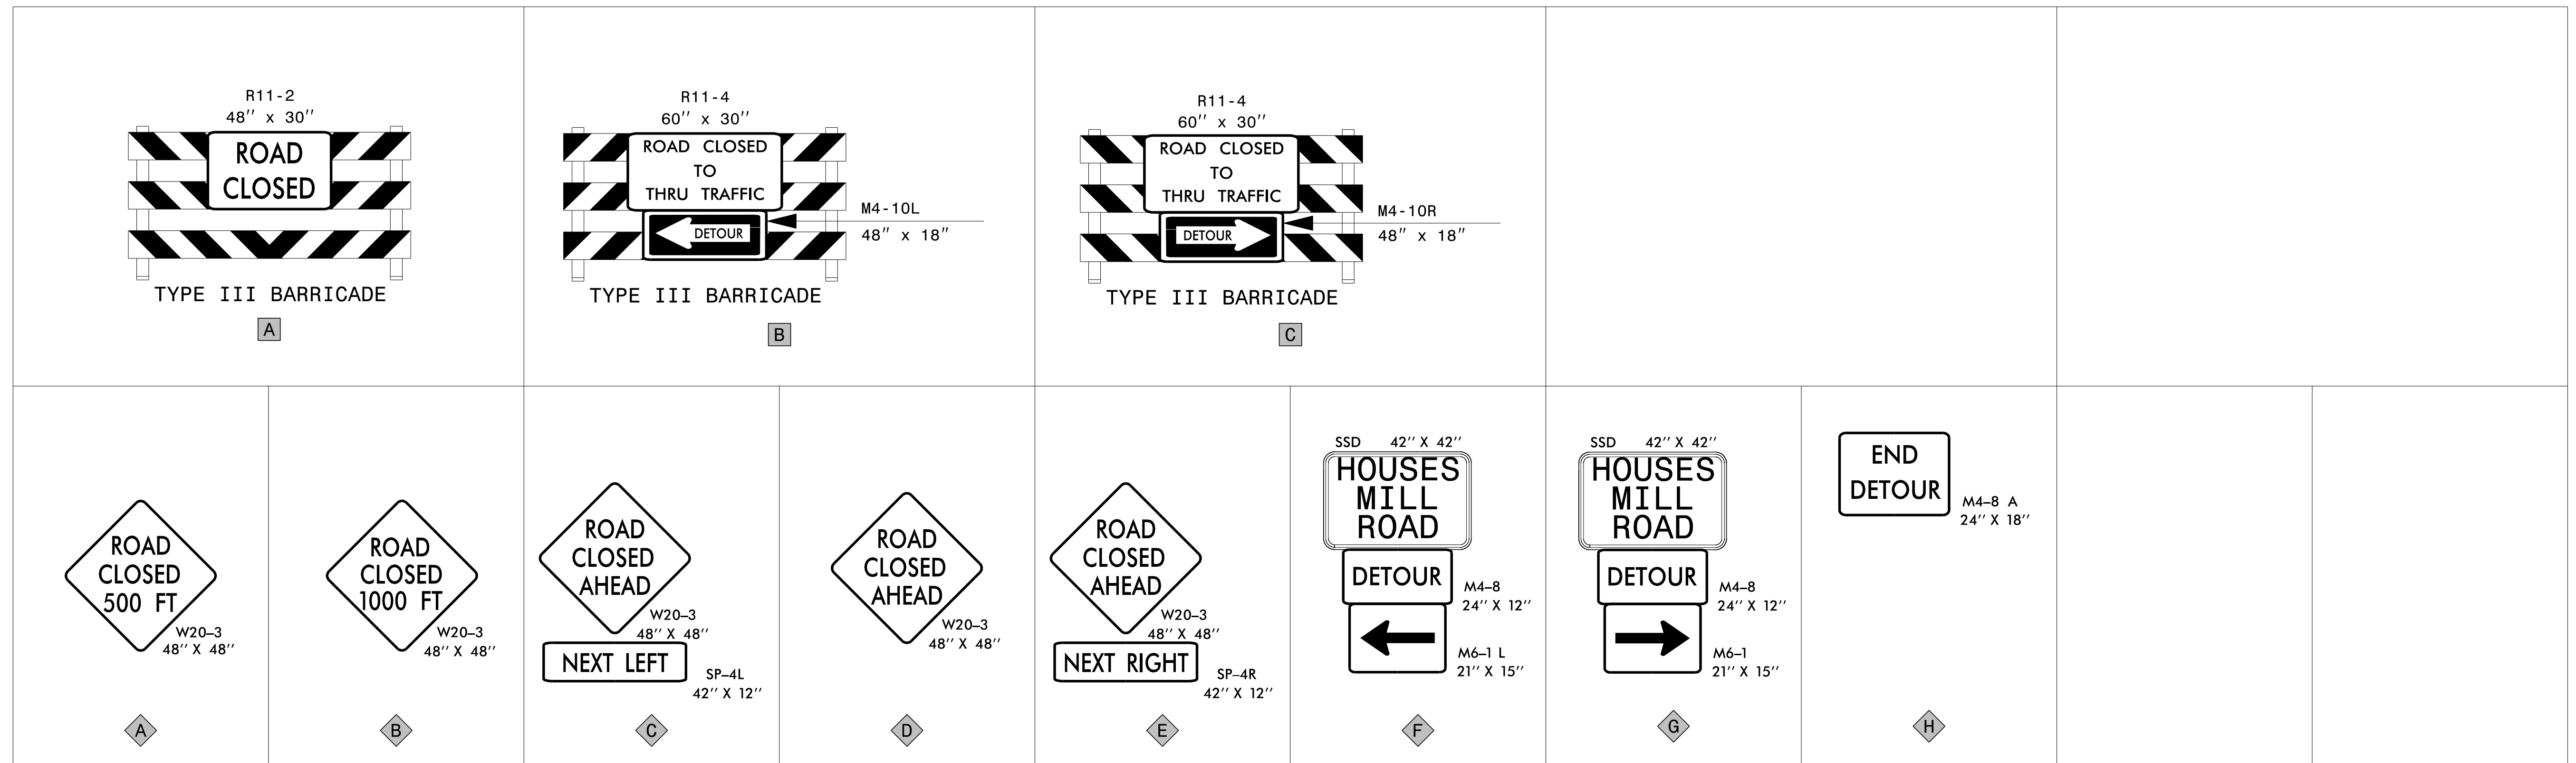 R11-2
48'' x 30''
ROAD
CLOSED
TYPE III BARRICADE
A
R11-4
60'' x 30''
ROAD CLOSED
TO
THRU TRAFFIC
DETOUR
M4-10L
48" x 18"
TYPE III BARRICADE
B
R11-4
60'' x 30''
ROAD CLOSED
TO
THRU TRAFFIC
DETOUR
M4-10R
48" x 18"
TYPE III BARRICADE
C
ROAD
CLOSED
500 FT
W20–3
48'' X 48''
A
ROAD
CLOSED
1000 FT
W20–3
48'' X 48''
B
ROAD
CLOSED
AHEAD
W20–3
48'' X 48''
NEXT LEFT
SP–4L
42'' X 12''
C
ROAD
CLOSED
AHEAD
W20–3
48'' X 48''
D
ROAD
CLOSED
AHEAD
W20–3
48'' X 48''
NEXT RIGHT
SP–4R
42'' X 12''
E
SSD 42'' X 42''
HOUSES
MILL
ROAD
DETOUR
M4–8
24'' X 12''
M6–1 L
21'' X 15''
F
SSD 42'' X 42''
HOUSES
MILL
ROAD
DETOUR
M4–8
24'' X 12''
M6–1
21'' X 15''
G
END
DETOUR
M4–8 A
24'' X 18''
H